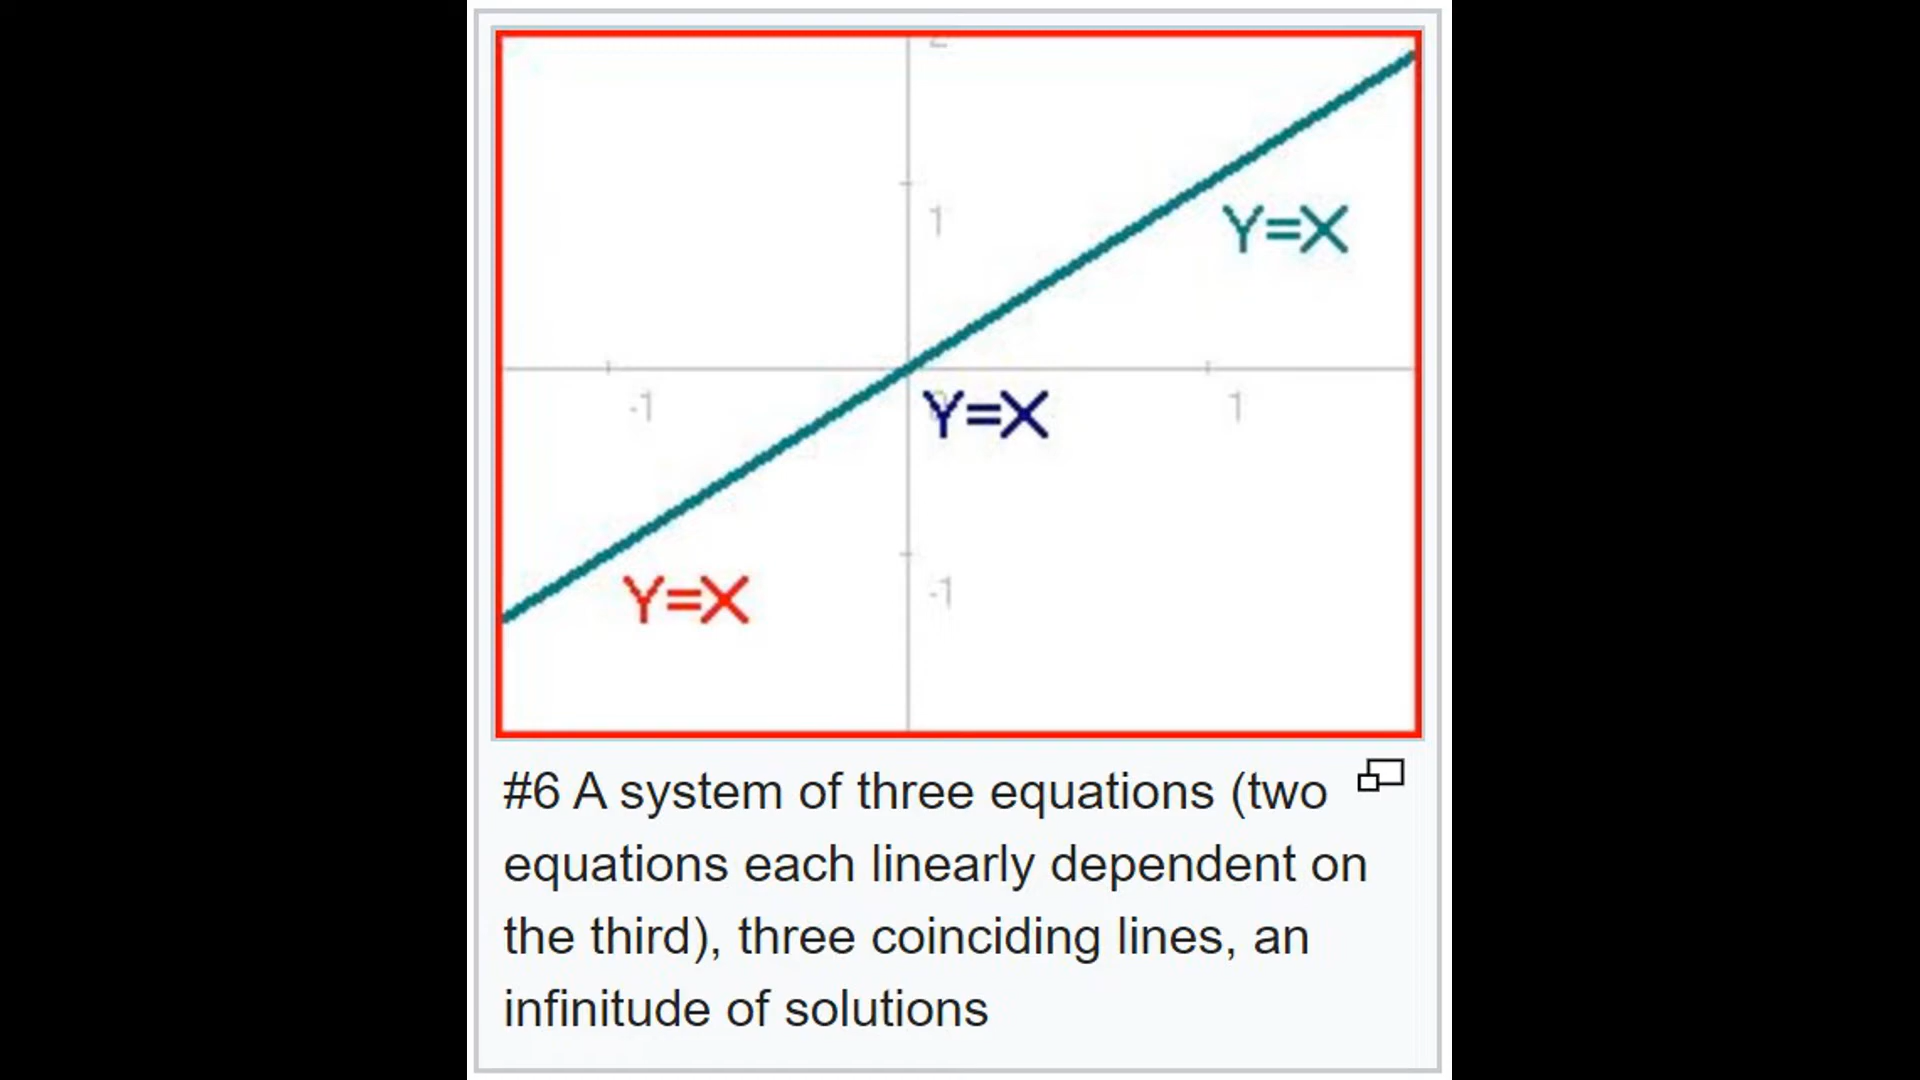 2
1
Y=X
-1
Y=X
1
Y=X
-1
#6 A system of three equations (two
equations each linearly dependent on
the third), three coinciding lines, an
infinitude of solutions